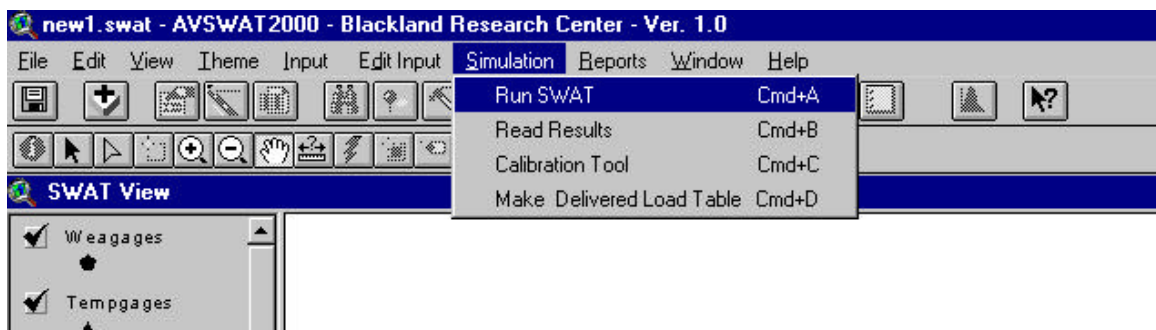 new1.swat - AVSWAT2000 - Blackland Research Center - Ver. 1.0
File Edit View Theme Input Edit Input Simulation Reports Window Help
Run SWAT Cmd+A
Read Results Cmd+B
Calibration Tool Cmd+C
Make Delivered Load Table Cmd+D
SWAT View
Weagages
Tempgages